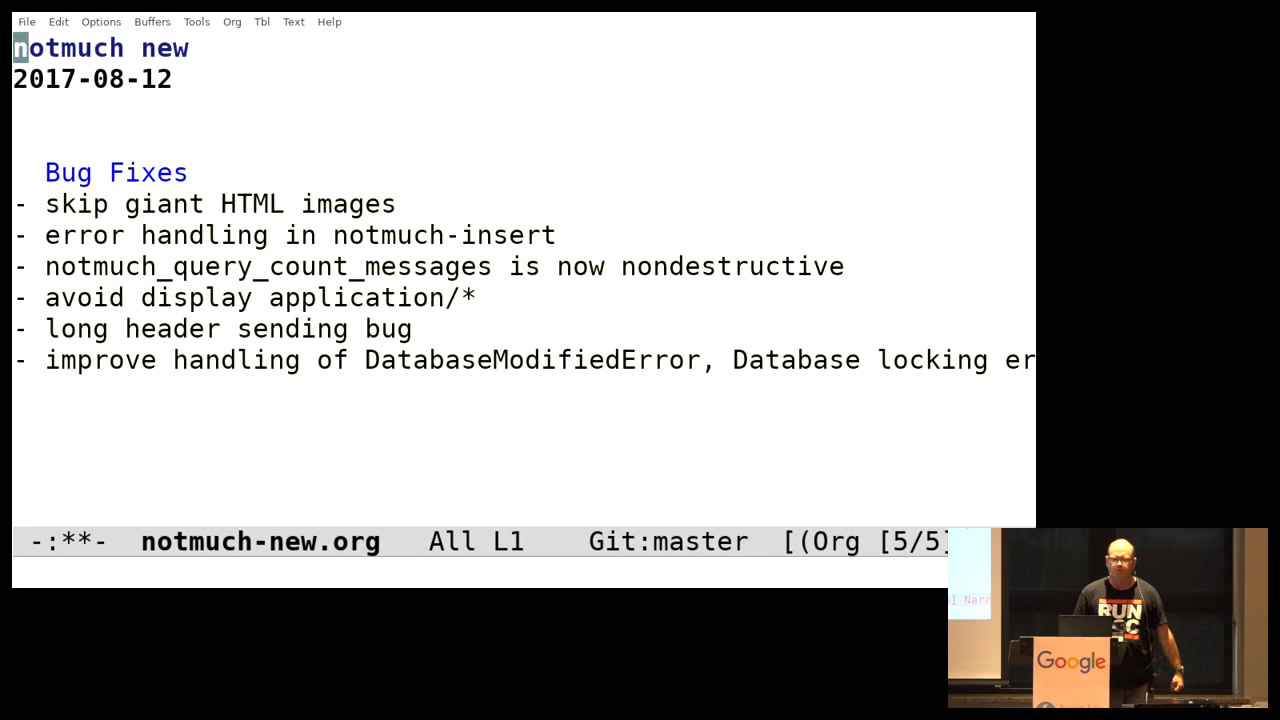 File Edit Options Buffers Tools Org Tbl Text Help
notmuch new
2017-08-12
Bug Fixes
- skip giant HTML images
- error handling in notmuch-insert
- notmuch_query_count_messages is now nondestructive
- avoid display application/*
- long header sending bug
- improve handling of DatabaseModifiedError, Database locking er
-:**- notmuch-new.org All L1 Git:master [(Org [5/5]
] Narr
RUN
Google